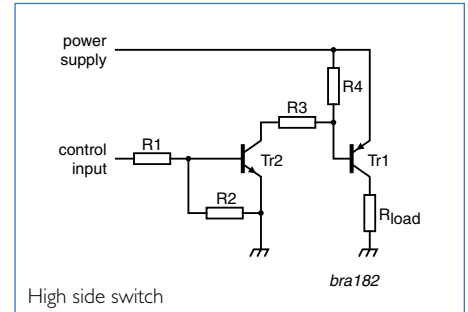 power
supply
R4
R3
control
input
R1
Tr2
Tr1
R2
Rload
bra182
High side switch